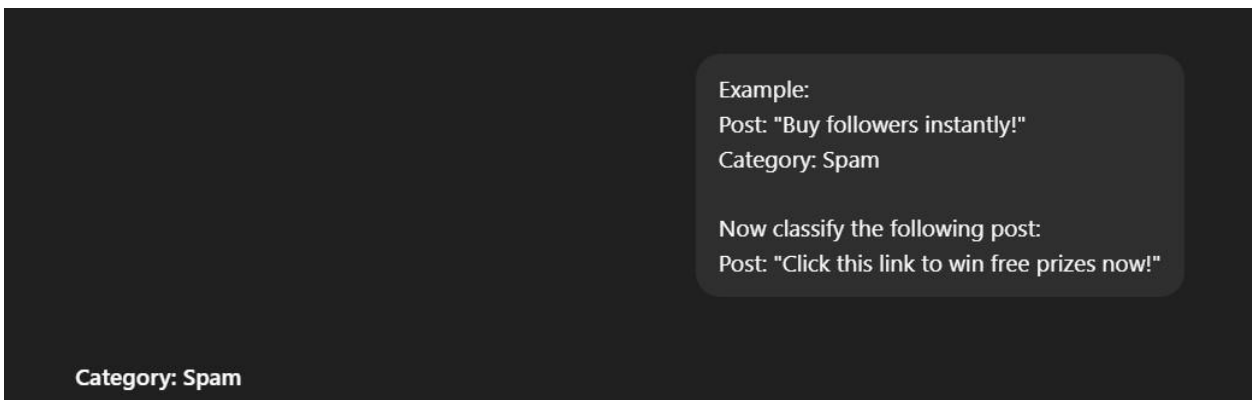 Example:
Post: "Buy followers instantly!"
Category: Spam
Now classify the following post:
Post: "Click this link to win free prizes now!"
Category: Spam